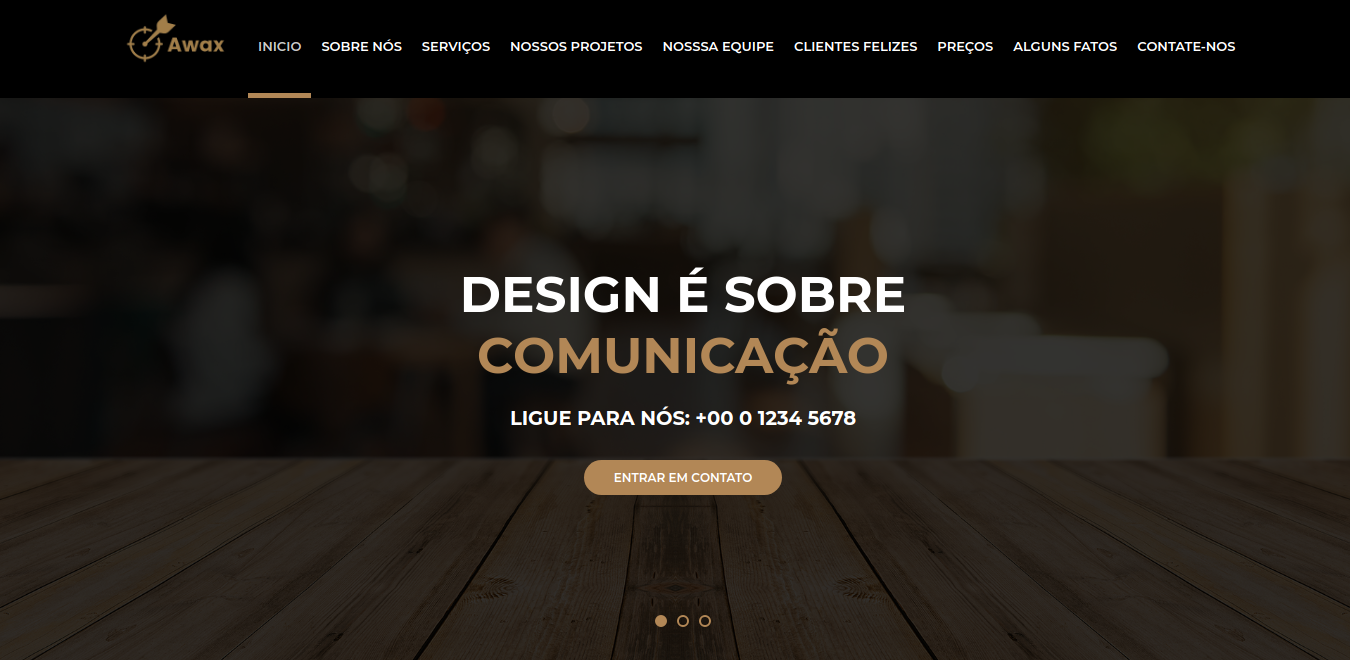 Awax
INICIO SOBRE NÓS SERVIÇOS NOSSOS PROJETOS NOSSSA EQUIPE CLIENTES FELIZES PREÇOS ALGUNS FATOS CONTATE-NOS
DESIGN É SOBRE
COMUNICAÇÃO
LIGUE PARA NÓS: +00 0 1234 5678
ENTRAR EM CONTATO